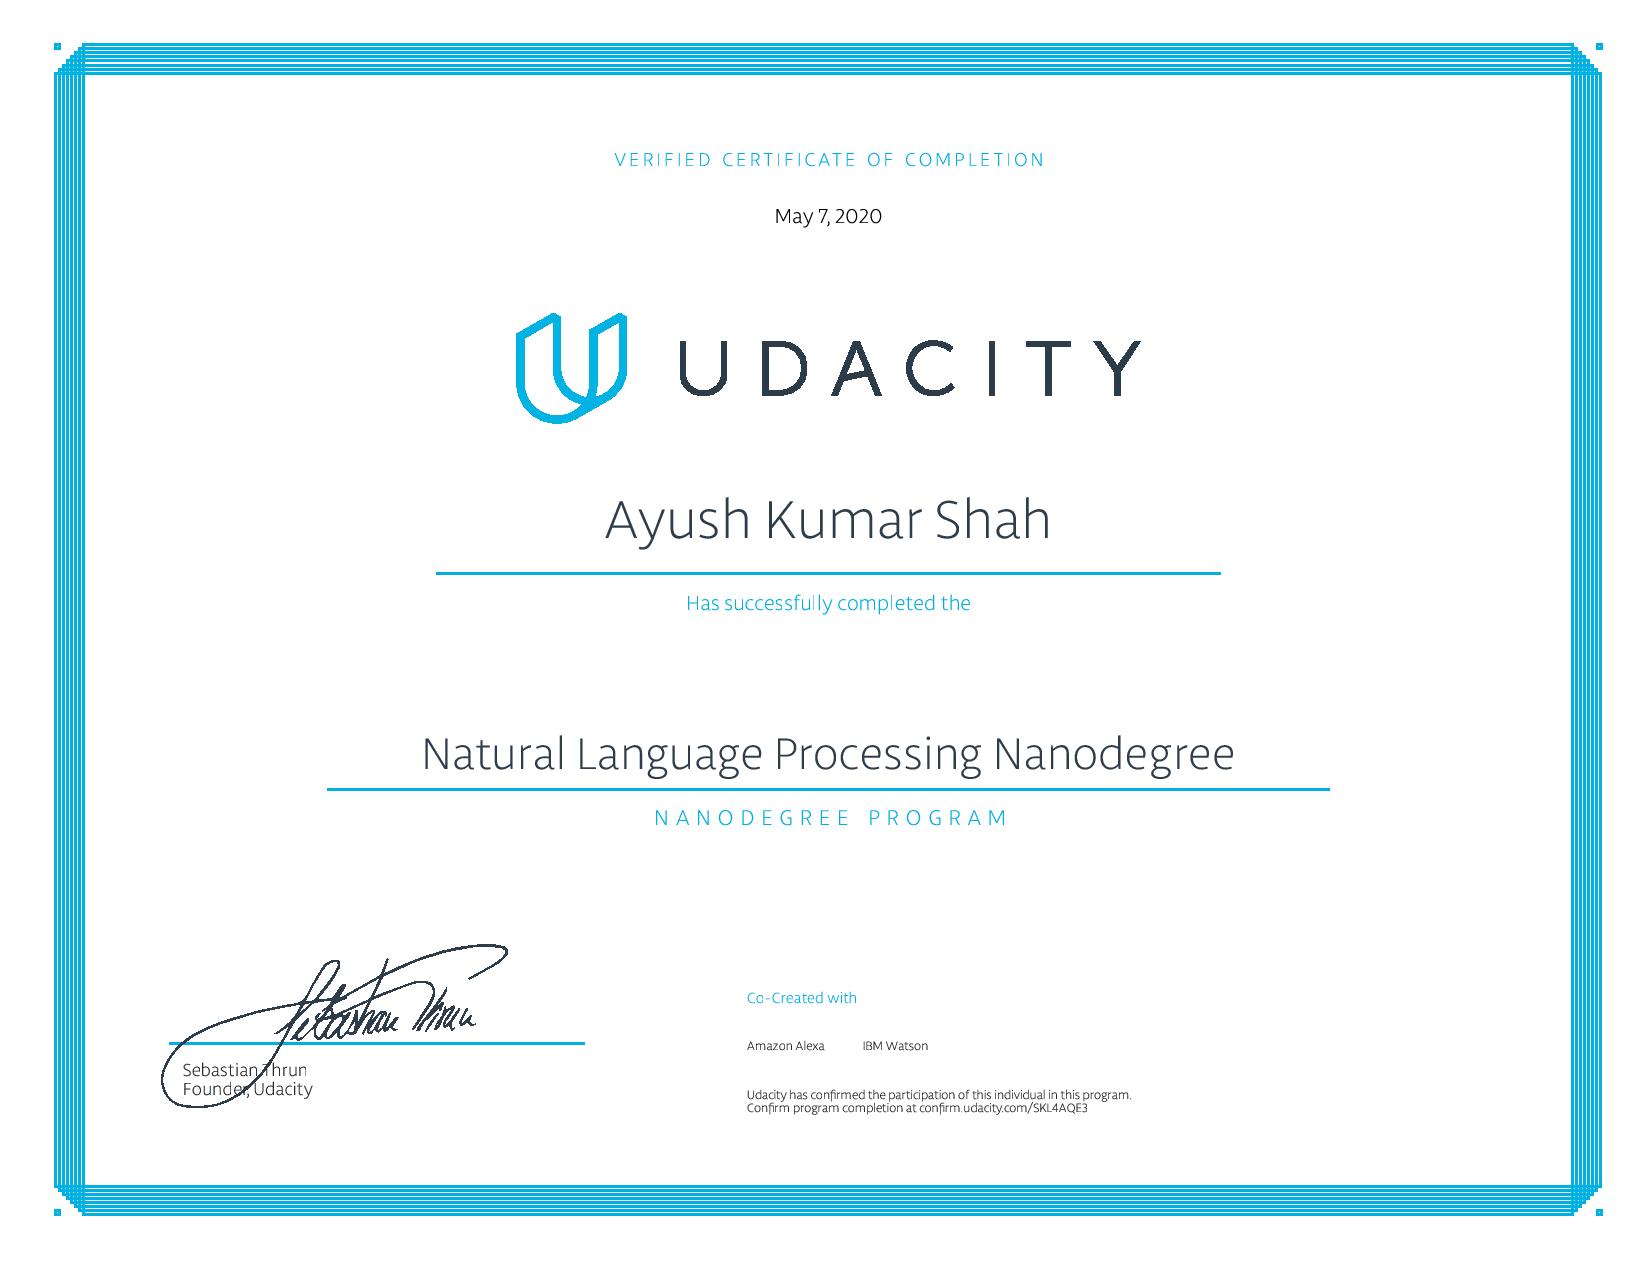 VERIFIED CERTIFICATE OF COMPLETION
May 7, 2020
UDACITY
Ayush Kumar Shah
Has successfully completed the
Natural Language Processing Nanodegree
NANODEGREE PROGRAM
Sebastian Thrun
Sebastian Thrun
Founder, Udacity
Co-Created with
Amazon Alexa IBM Watson
Udacity has confirmed the participation of this individual in this program.
Confirm program completion at confirm.udacity.com/SKL4AQE3